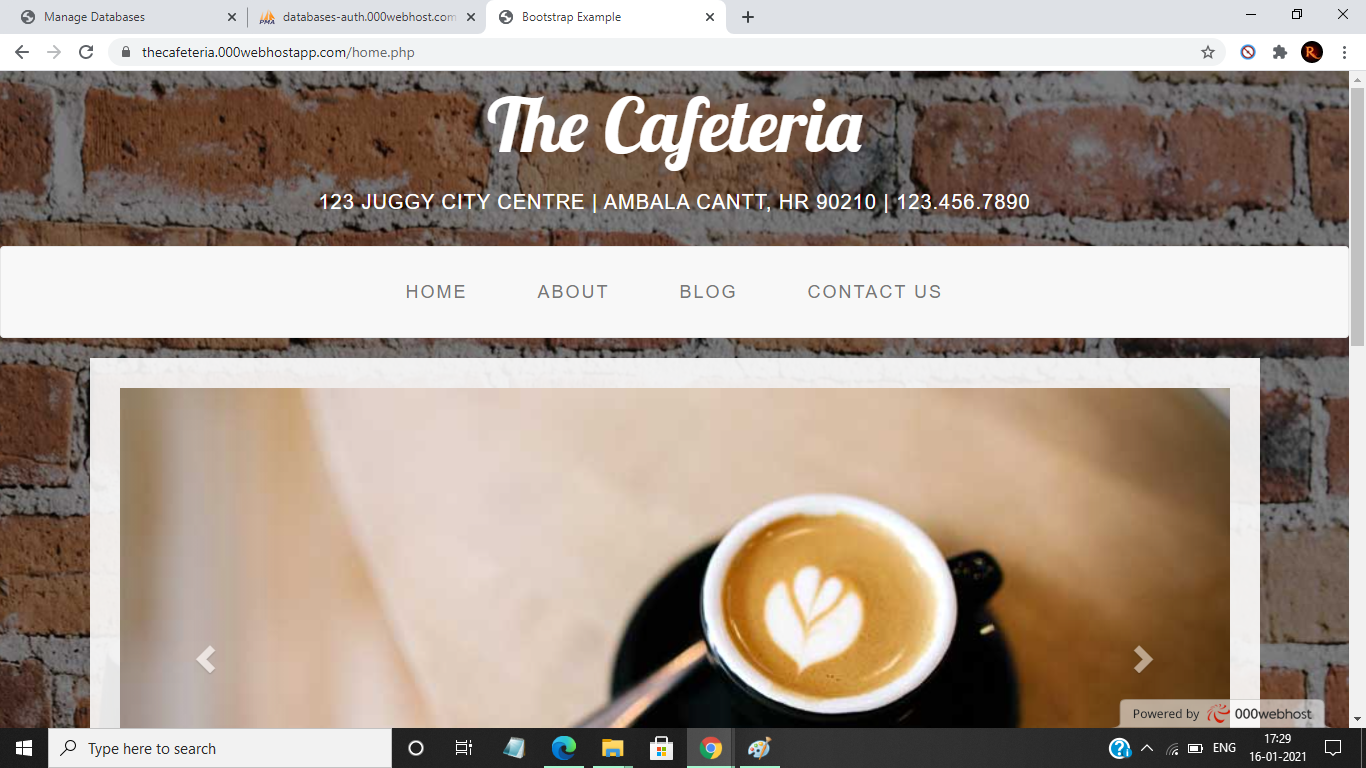 Manage Databases
databases-auth.000webhost.com
Bootstrap Example
thecafeteria.000webhostapp.com/home.php
The Cafeteria
123 JUGGY CITY CENTRE | AMBALA CANTT, HR 90210 | 123.456.7890
HOME ABOUT BLOG CONTACT US
Powered by 000webhost
Type here to search
ENG
17:29
16-01-2021